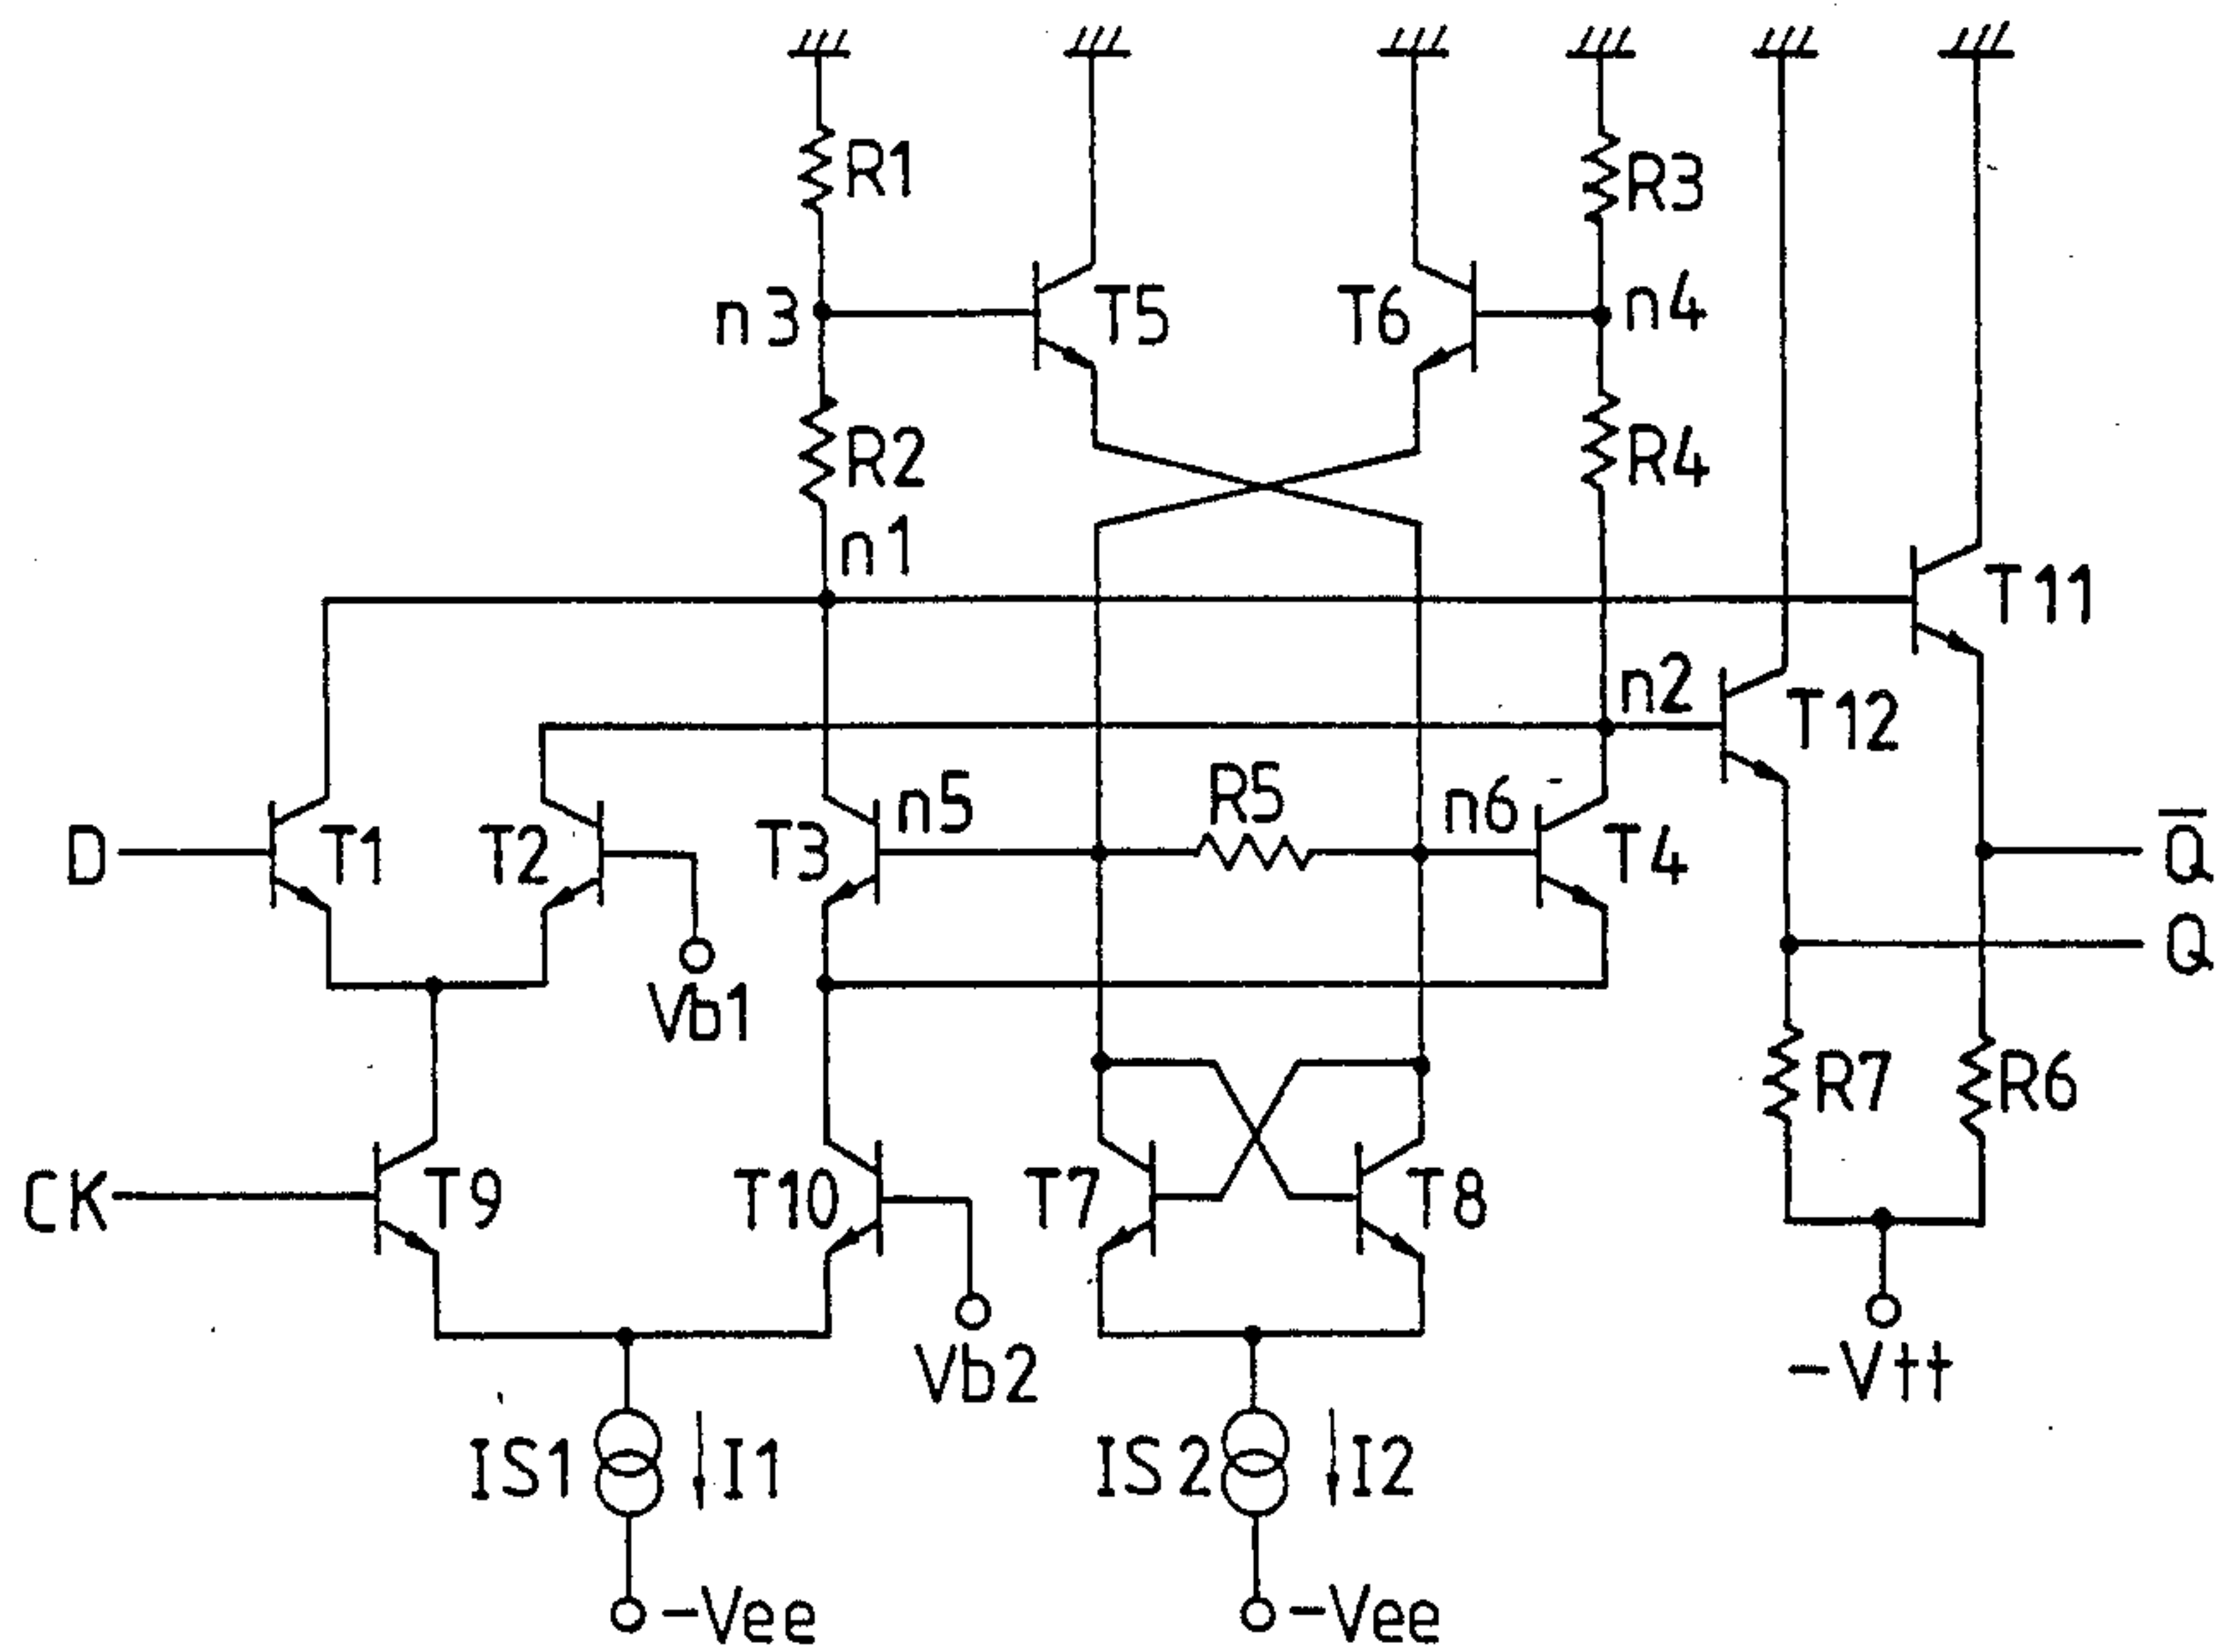 R1
R3
n3
T5
T6
n4
R2
R4
n1
T11
n2
T12
D
T1
T2
T3
n5
R5
n6
T4
Q̅
Q
Vb1
R7
R6
CK
T9
T10
T7
T8
Vb2
-Vtt
IS1
I1
IS2
I2
-Vee
-Vee